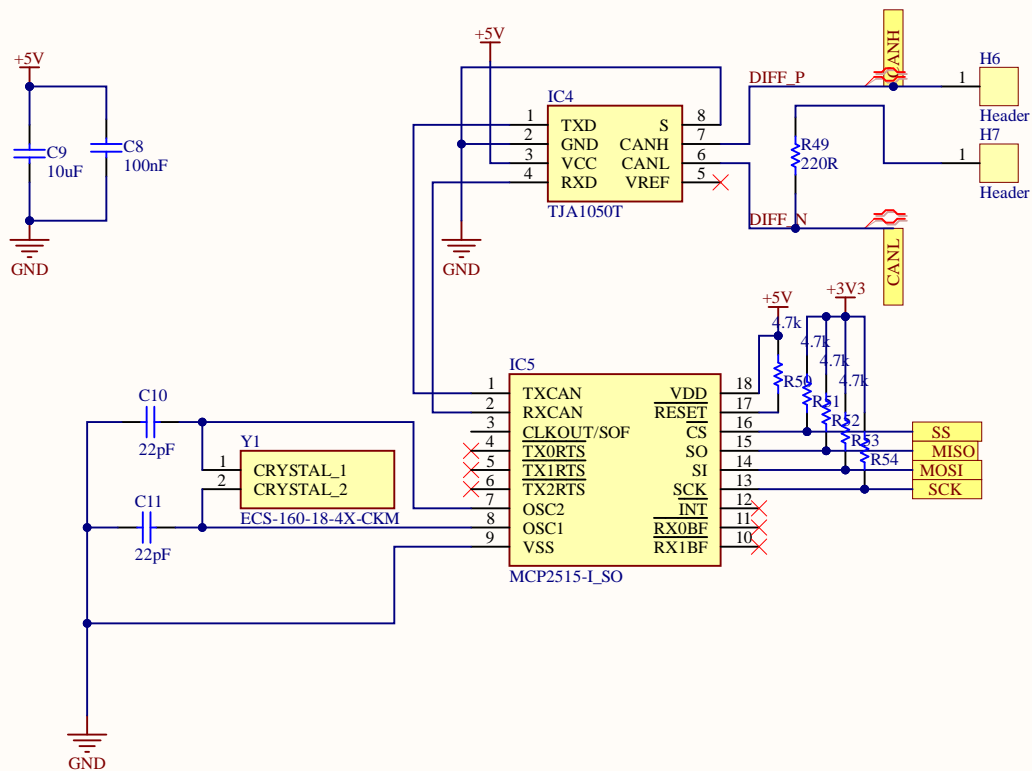 +5V
C9
10uF
C8
100nF
GND
+5V
IC4
1 TXD
2 GND
3 VCC
4 RXD
S 8
CANH 7
CANL 6
VREF 5
TJA1050T
GND
DIFF_P
CANH
H6
1
Header
H7
1
Header
R49
220R
DIFF_N
CANL
+5V
+3V3
4.7k
4.7k
4.7k
4.7k
R50
R51
R52
R53
R54
IC5
1 TXCAN
2 RXCAN
3 CLKOUT/SOF
4 TX0RTS
5 TX1RTS
6 TX2RTS
7 OSC2
8 OSC1
9 VSS
VDD 18
RESET 17
CS 16
SO 15
SI 14
SCK 13
INT 12
RX0BF 11
RX1BF 10
MCP2515-I_SO
SS
MISO
MOSI
SCK
C10
22pF
Y1
1 CRYSTAL_1
2 CRYSTAL_2
ECS-160-18-4X-CKM
C11
22pF
GND